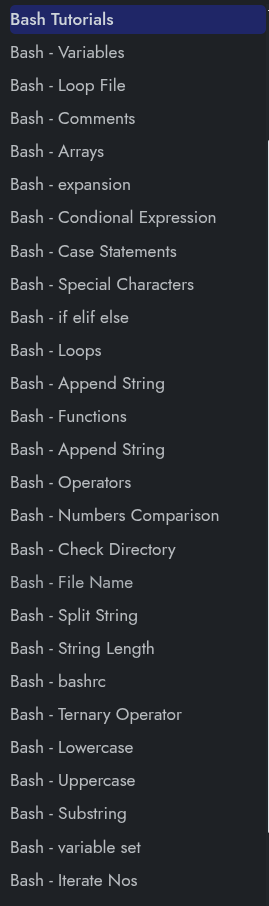 Bash Tutorials
Bash - Variables
Bash - Loop File
Bash - Comments
Bash - Arrays
Bash - expansion
Bash - Condional Expression
Bash - Case Statements
Bash - Special Characters
Bash - if elif else
Bash - Loops
Bash - Append String
Bash - Functions
Bash - Append String
Bash - Operators
Bash - Numbers Comparison
Bash - Check Directory
Bash - File Name
Bash - Split String
Bash - String Length
Bash - bashrc
Bash - Ternary Operator
Bash - Lowercase
Bash - Uppercase
Bash - Substring
Bash - variable set
Bash - Iterate Nos